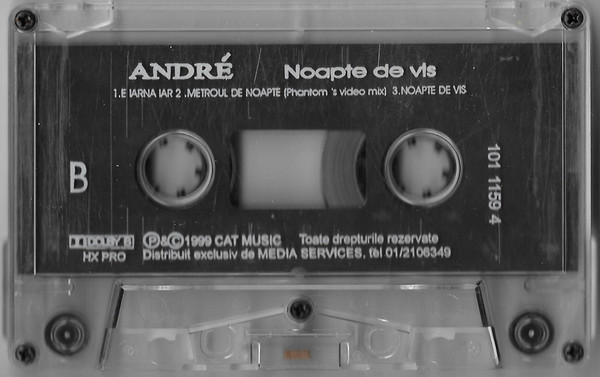 ANDRÉ Noapte de vis
1.E IARNA IAR 2 .METROUL DE NOAPTE (Phantom 's video mix) 3.NOAPTE DE VIS
B
101 1159 4
DOLBY B
HX PRO
Ⓟ&©1999 CAT MUSIC Toate drepturile rezervate
Distribuit exclusiv de MEDIA SERVICES, tel 01/2106349